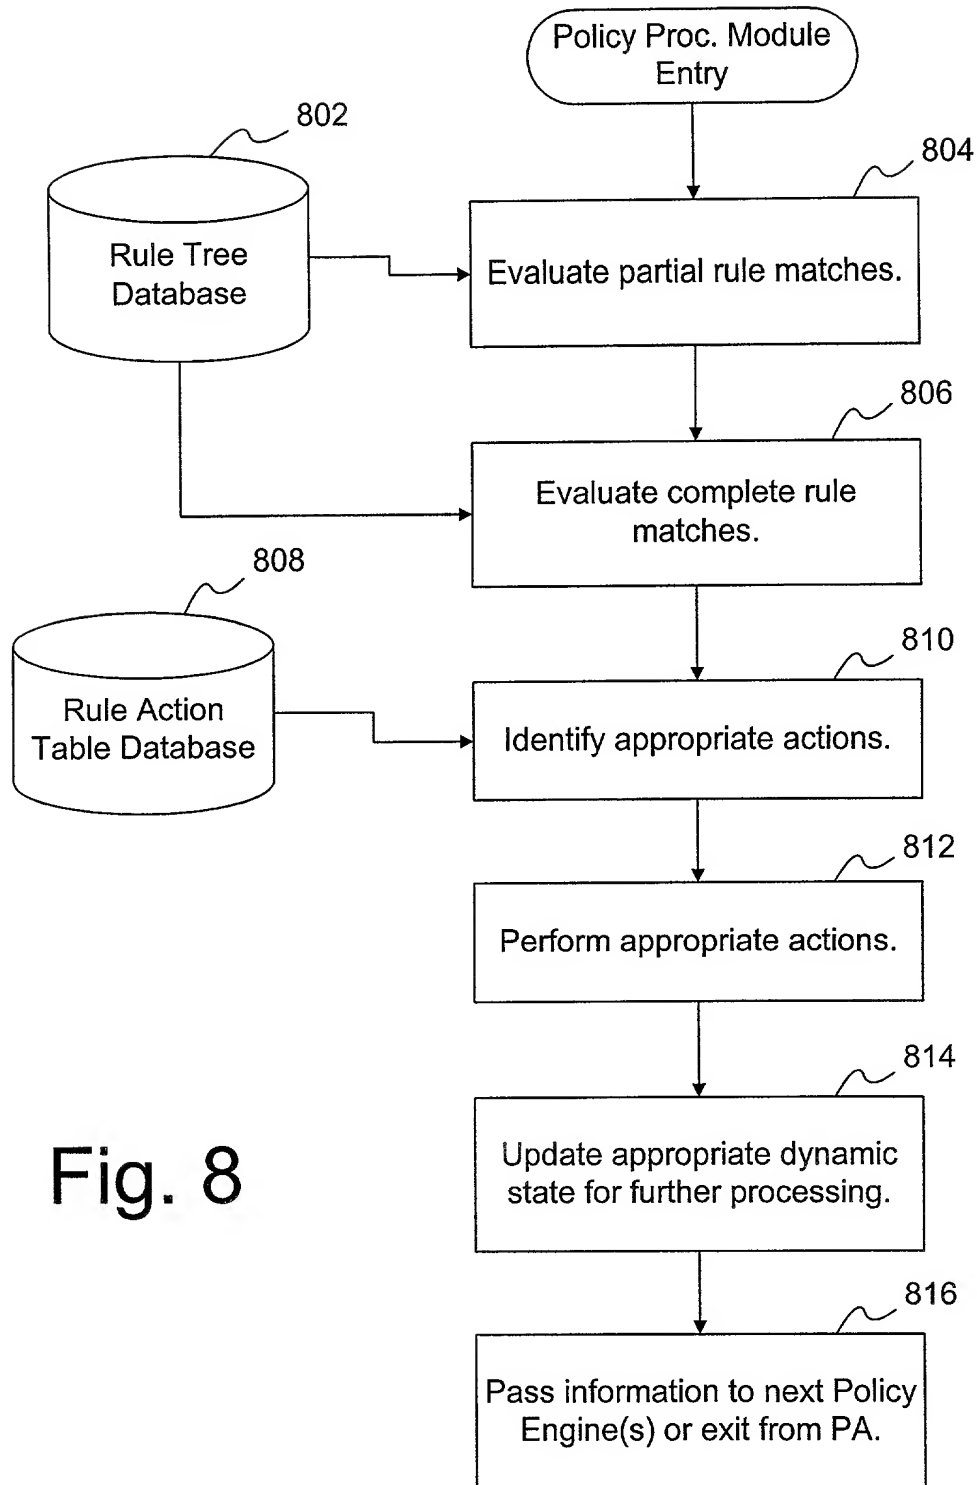 Policy Proc. Module
Entry
802
804
Rule Tree
Database
Evaluate partial rule matches.
806
Evaluate complete rule
matches.
808
810
Rule Action
Table Database
Identify appropriate actions.
812
Perform appropriate actions.
814
Fig. 8
Update appropriate dynamic
state for further processing.
816
Pass information to next Policy
Engine(s) or exit from PA.